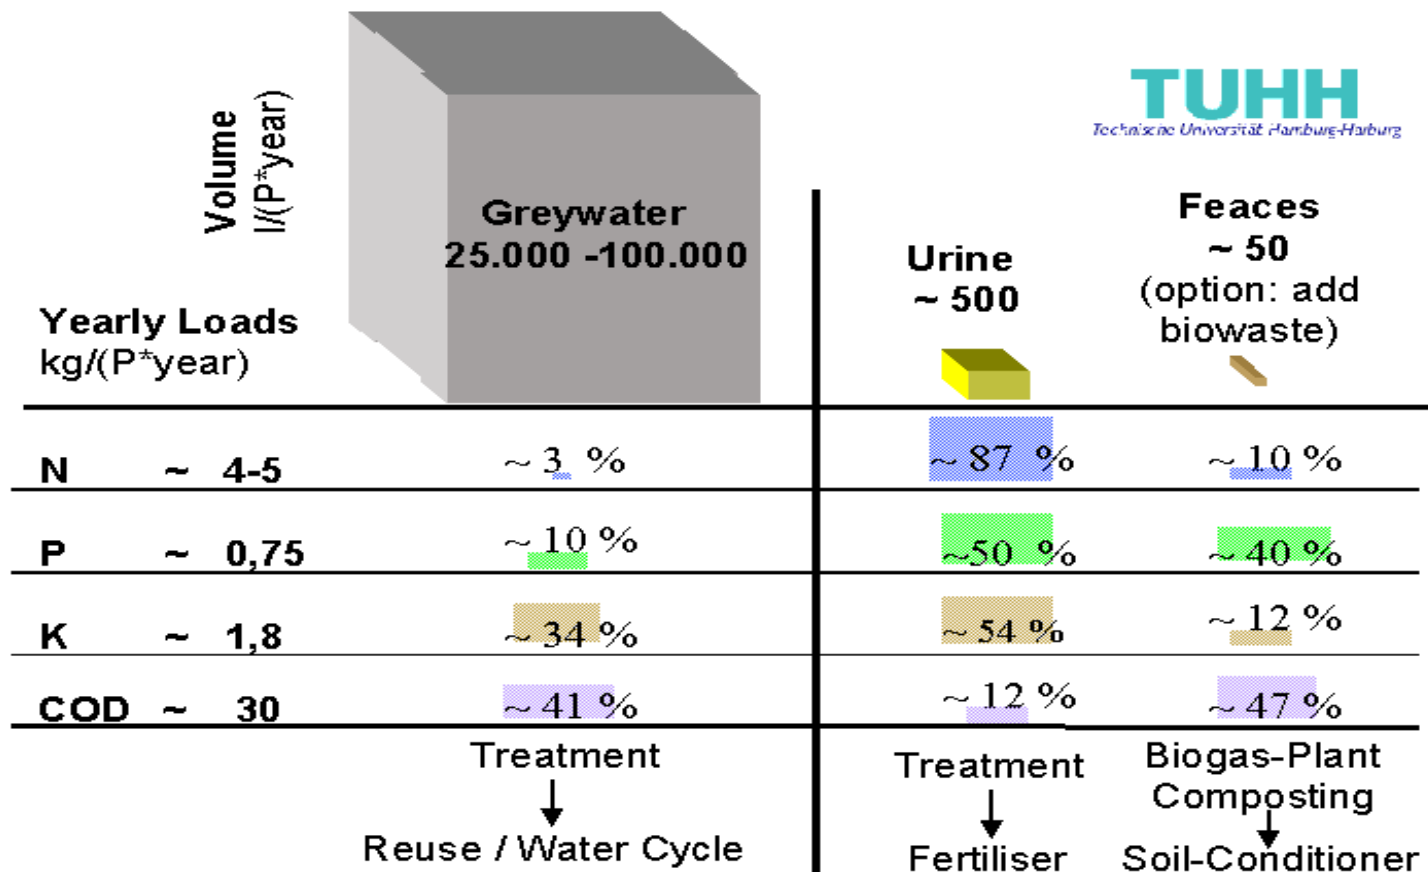 TUHH
Technische Universität Hamburg-Harburg
Volume
l/(P*year)
Greywater
25.000 -100.000
Urine
~ 500
Feaces
~ 50
(option: add
biowaste)
Yearly Loads
kg/(P*year)
N ~ 4-5 ~ 3 % ~ 87 % ~ 10 %
P ~ 0,75 ~ 10 % ~50 % ~ 40 %
K ~ 1,8 ~ 34 % ~ 54 % ~ 12 %
COD ~ 30 ~ 41 % ~ 12 % ~ 47 %
Treatment
Reuse / Water Cycle
Treatment
Fertiliser
Biogas-Plant
Composting
Soil-Conditioner